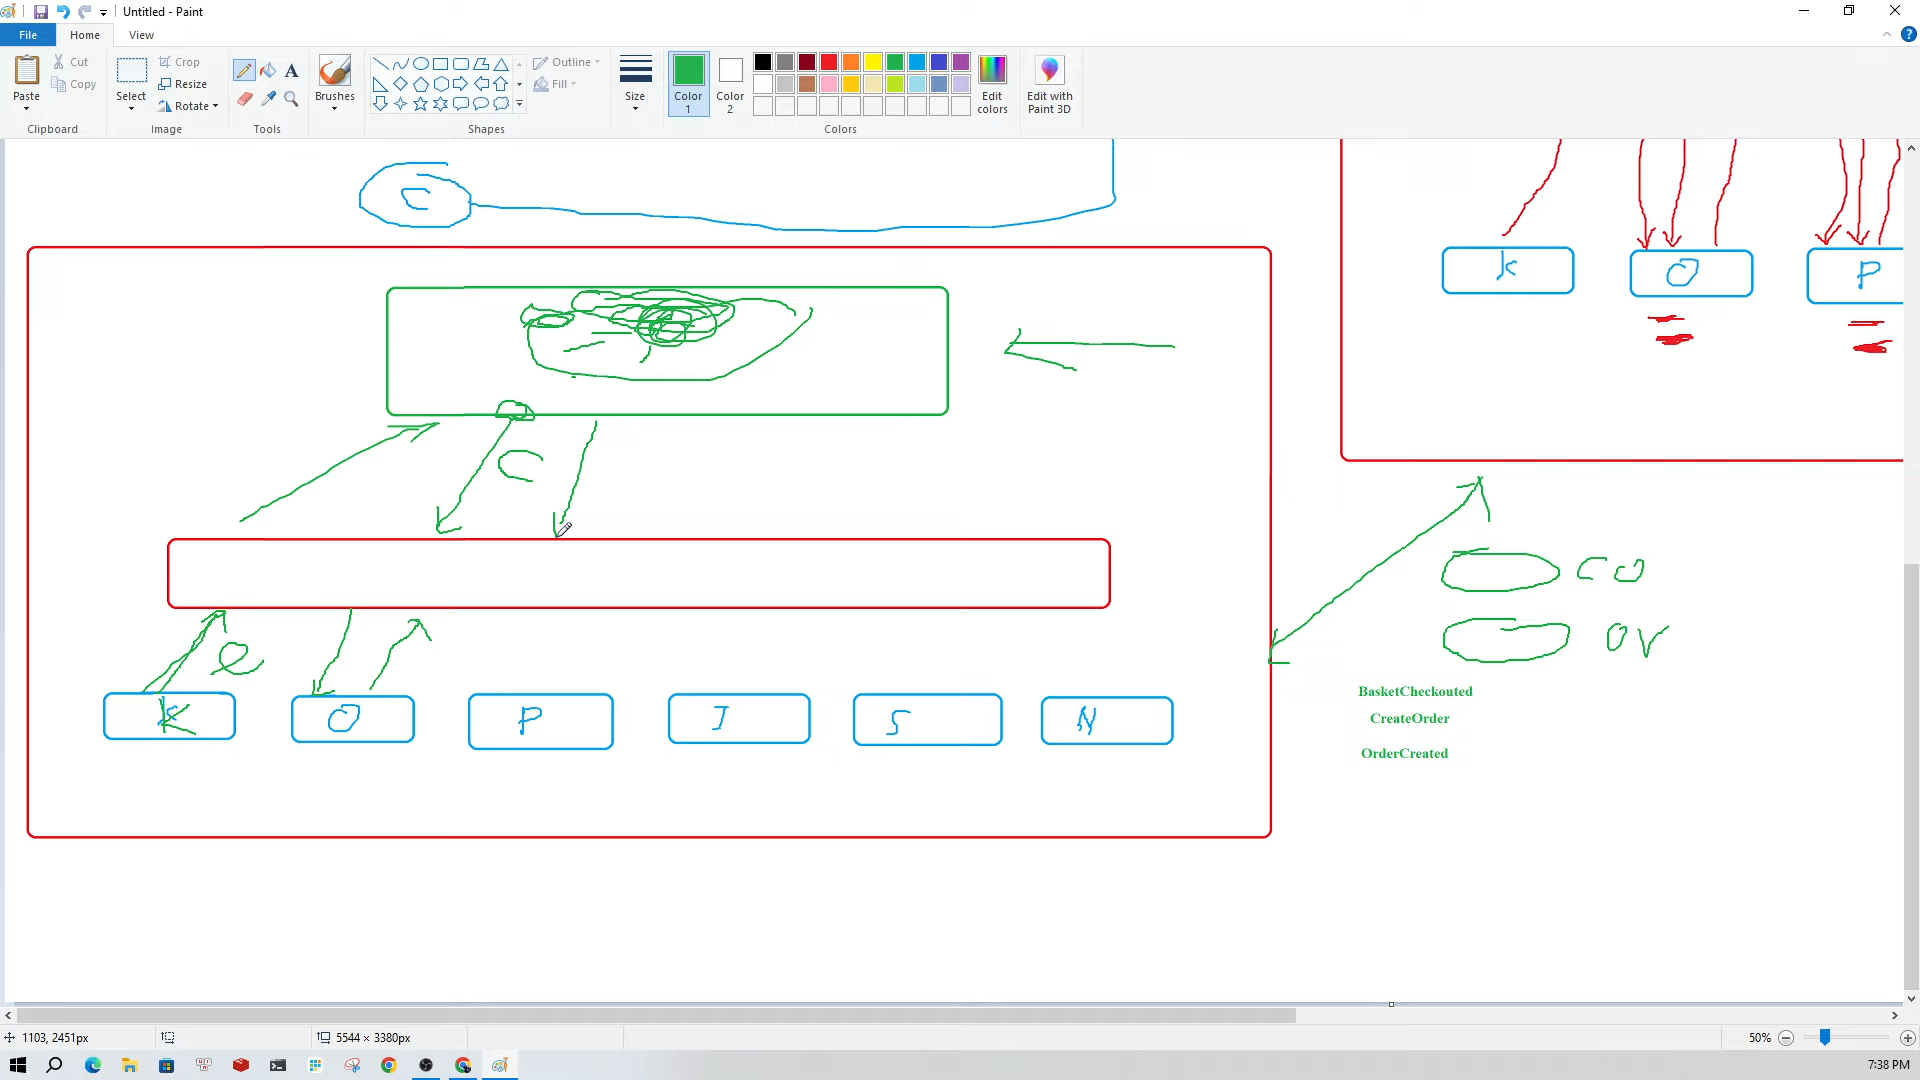 Untitled - Paint
File
Home
View
Paste
Cut
Copy
Clipboard
Select
Crop
Resize
Rotate
Image
Tools
Brushes
Outline
Fill
Shapes
Size
Color
1
Color
2
Colors
Edit
colors
Edit with
Paint 3D
C
K
O
P
C
CO
e
or
K
O
P
I
S
N
BasketCheckouted
CreateOrder
OrderCreated
1103, 2451px
5544 × 3380px
50%
7:38 PM